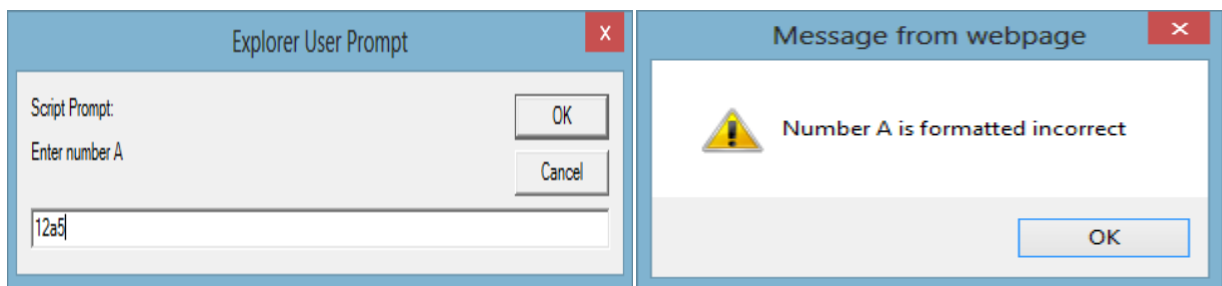 Explorer User Prompt
X
Script Prompt:
OK
Enter number A
Cancel
12a5
Message from webpage
Number A is formatted incorrect
OK